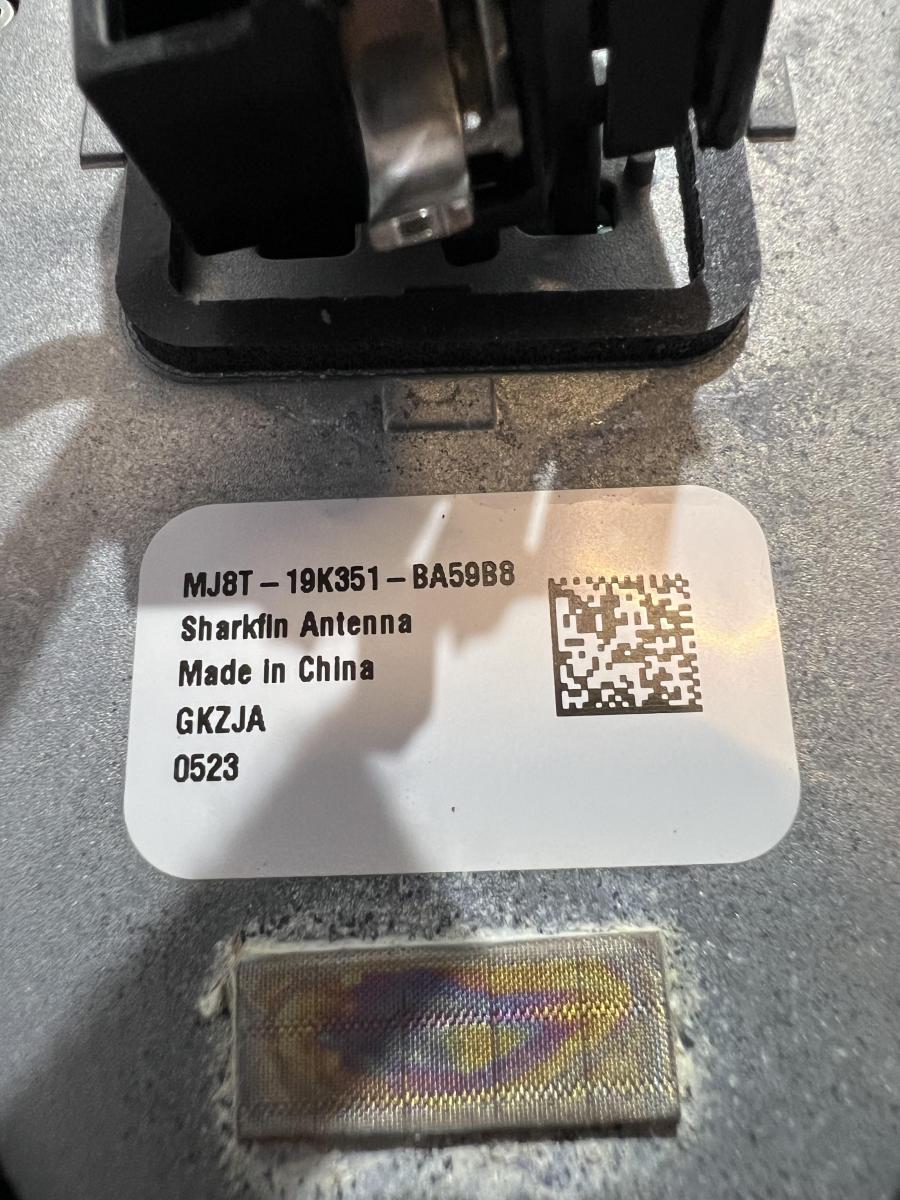 MJ8T-19K351-BA59B8
Sharkfin Antenna
Made in China
GKZJA
0523